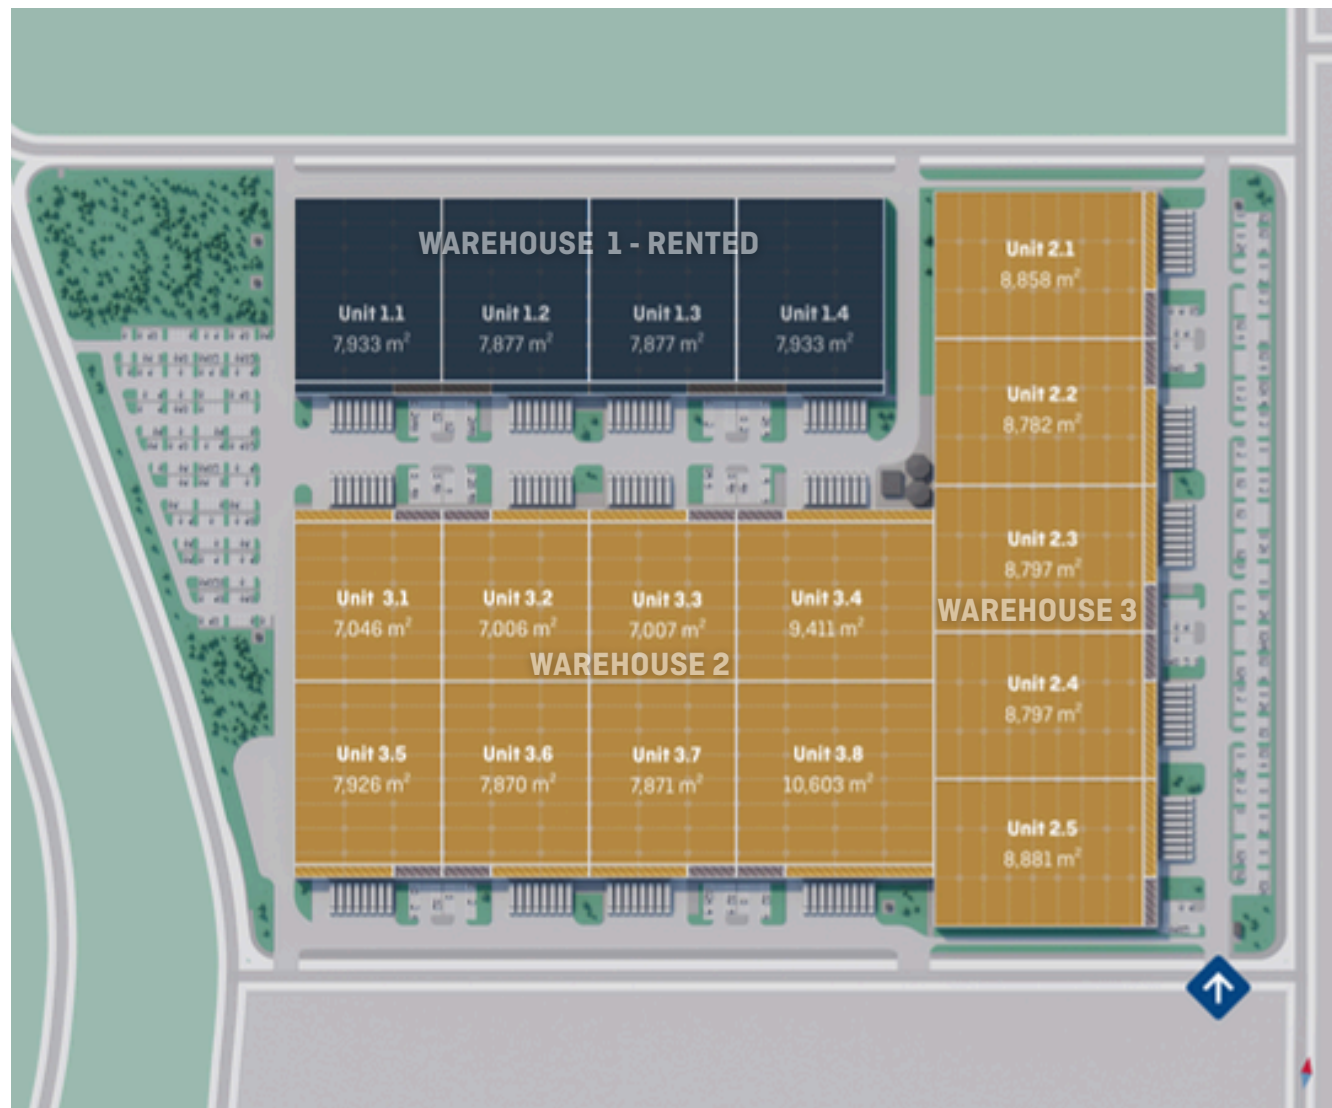 WAREHOUSE 1 - RENTED
Unit 1.1
7,933 m²
Unit 1.2
7,877 m²
Unit 1.3
7,877 m²
Unit 1.4
7,933 m²
Unit 2.1
8,858 m²
Unit 2.2
8,782 m²
Unit 2.3
8,797 m²
WAREHOUSE 3
Unit 2.4
8,797 m²
Unit 2.5
8,881 m²
Unit 3.1
7,046 m²
Unit 3.2
7,006 m²
Unit 3.3
7,007 m²
Unit 3.4
9,411 m²
WAREHOUSE 2
Unit 3.5
7,926 m²
Unit 3.6
7,870 m²
Unit 3.7
7,871 m²
Unit 3.8
10,603 m²